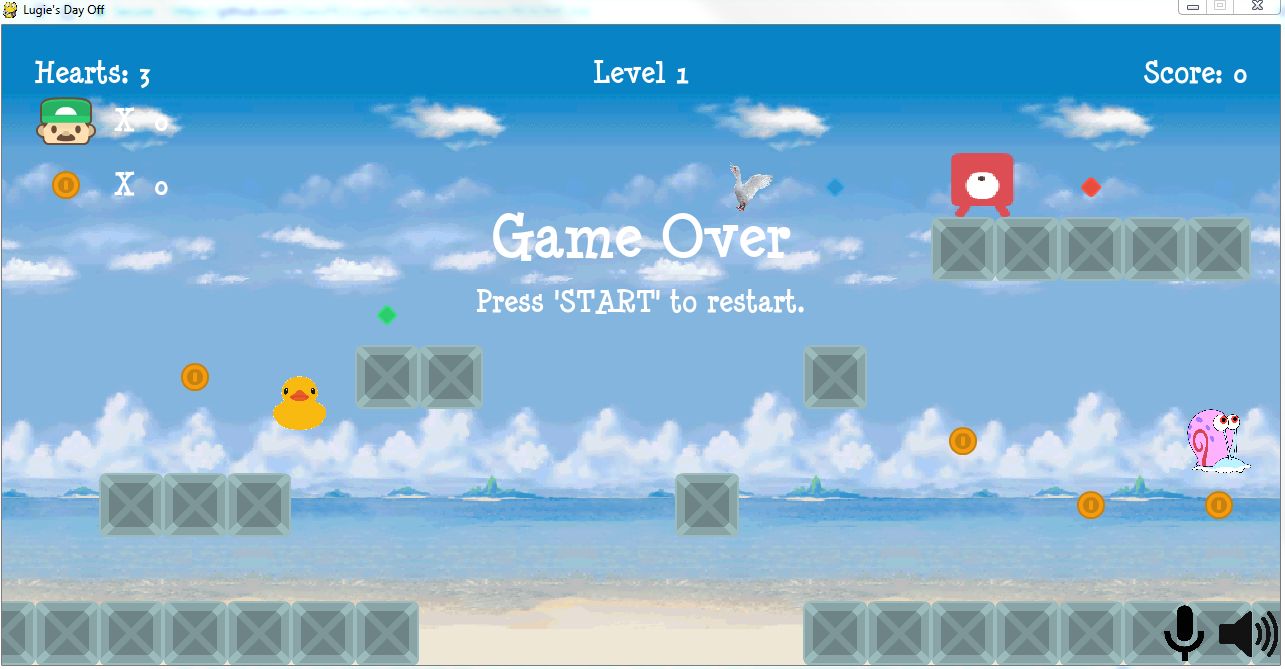 Lugie's Day Off
Hearts: 3
Level 1
Score: 0
X 0
X 0
Game Over
Press 'START' to restart.